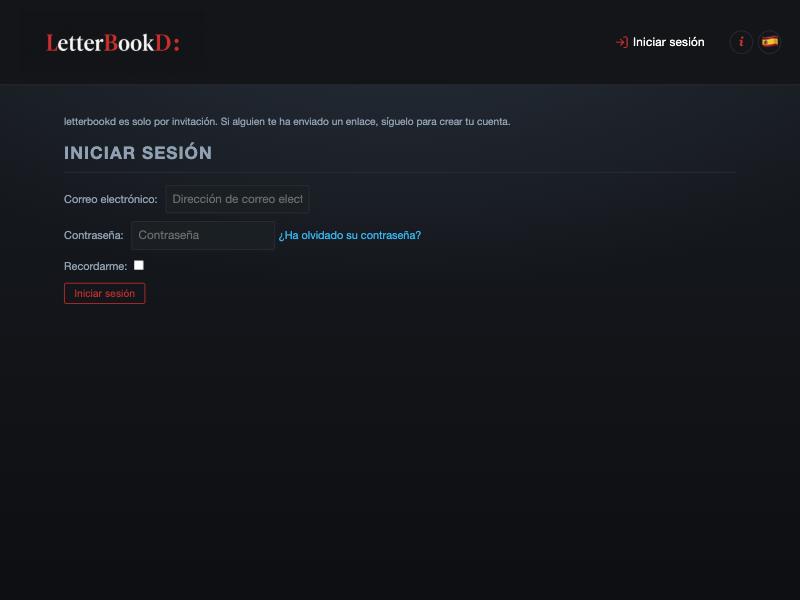 LetterBookD:
Iniciar sesión
i
letterbookd es solo por invitación. Si alguien te ha enviado un enlace, síguelo para crear tu cuenta.
INICIAR SESIÓN
Correo electrónico: Dirección de correo elect
Contraseña: Contraseña ¿Ha olvidado su contraseña?
Recordarme:
Iniciar sesión